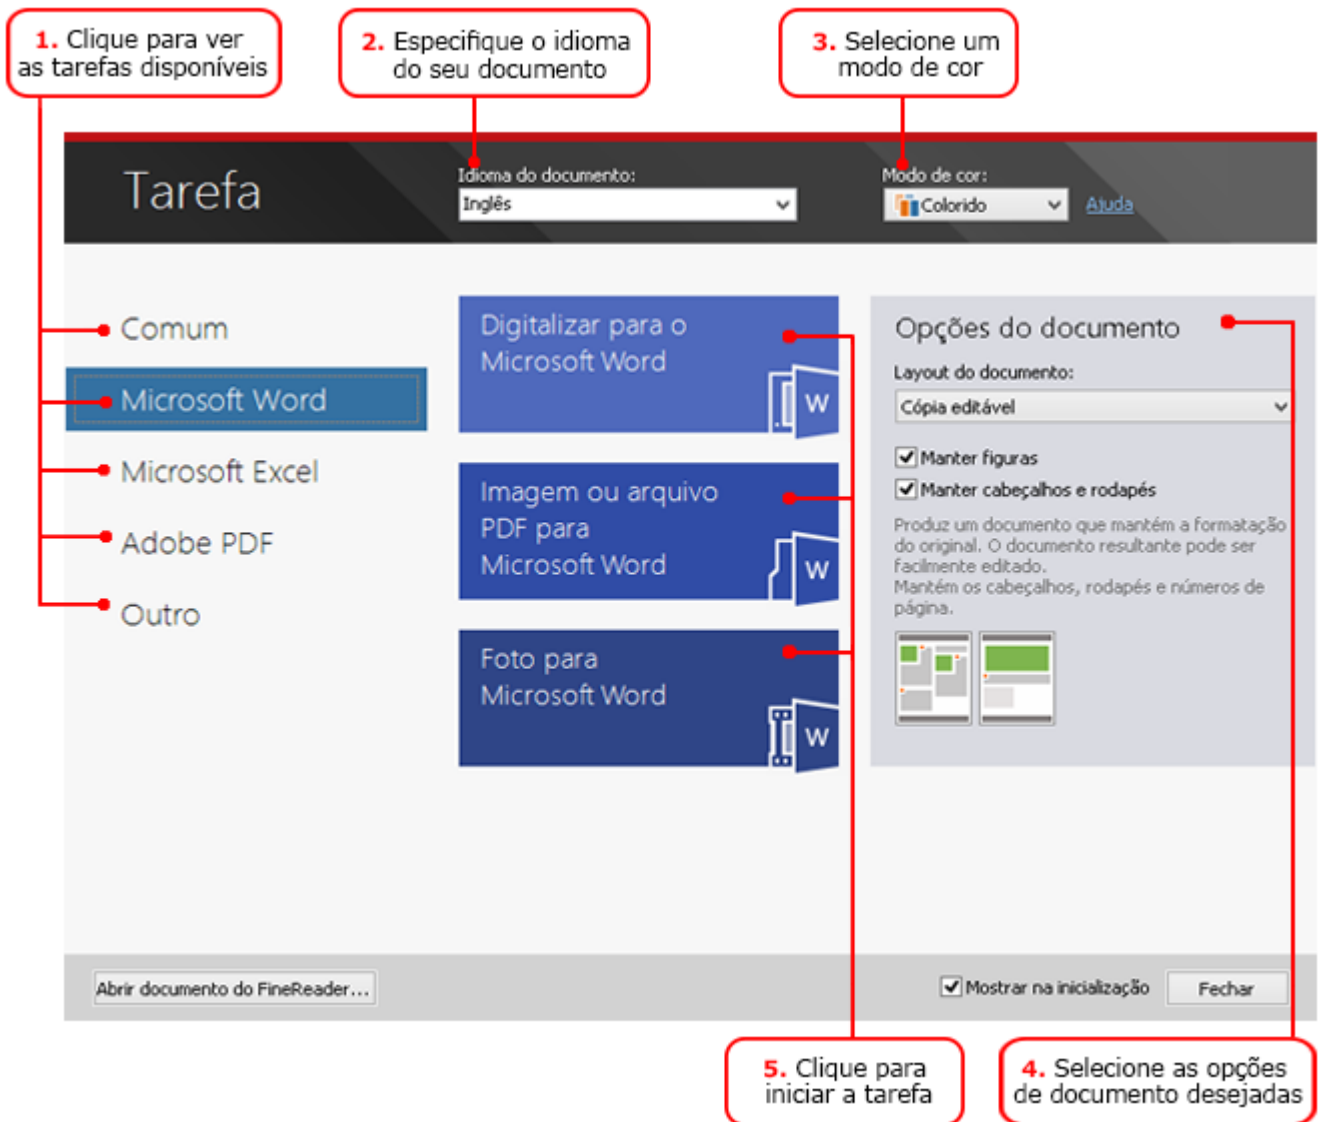 1. Clique para ver
as tarefas disponíveis
2. Especifique o idioma
do seu documento
3. Selecione um
modo de cor
Tarefa
Idioma do documento:
Inglês
Modo de cor:
Colorido
Ajuda
Comum
Microsoft Word
Microsoft Excel
Adobe PDF
Outro
Digitalizar para o
Microsoft Word
W
Imagem ou arquivo
PDF para
Microsoft Word
W
Foto para
Microsoft Word
W
Opções do documento
Layout do documento:
Cópia editável
Manter figuras
Manter cabeçalhos e rodapés
Produz um documento que mantém a formatação
do original. O documento resultante pode ser
facilmente editado.
Mantém os cabeçalhos, rodapés e números de
página.
Abrir documento do FineReader...
Mostrar na inicialização
Fechar
5. Clique para
iniciar a tarefa
4. Selecione as opções
de documento desejadas